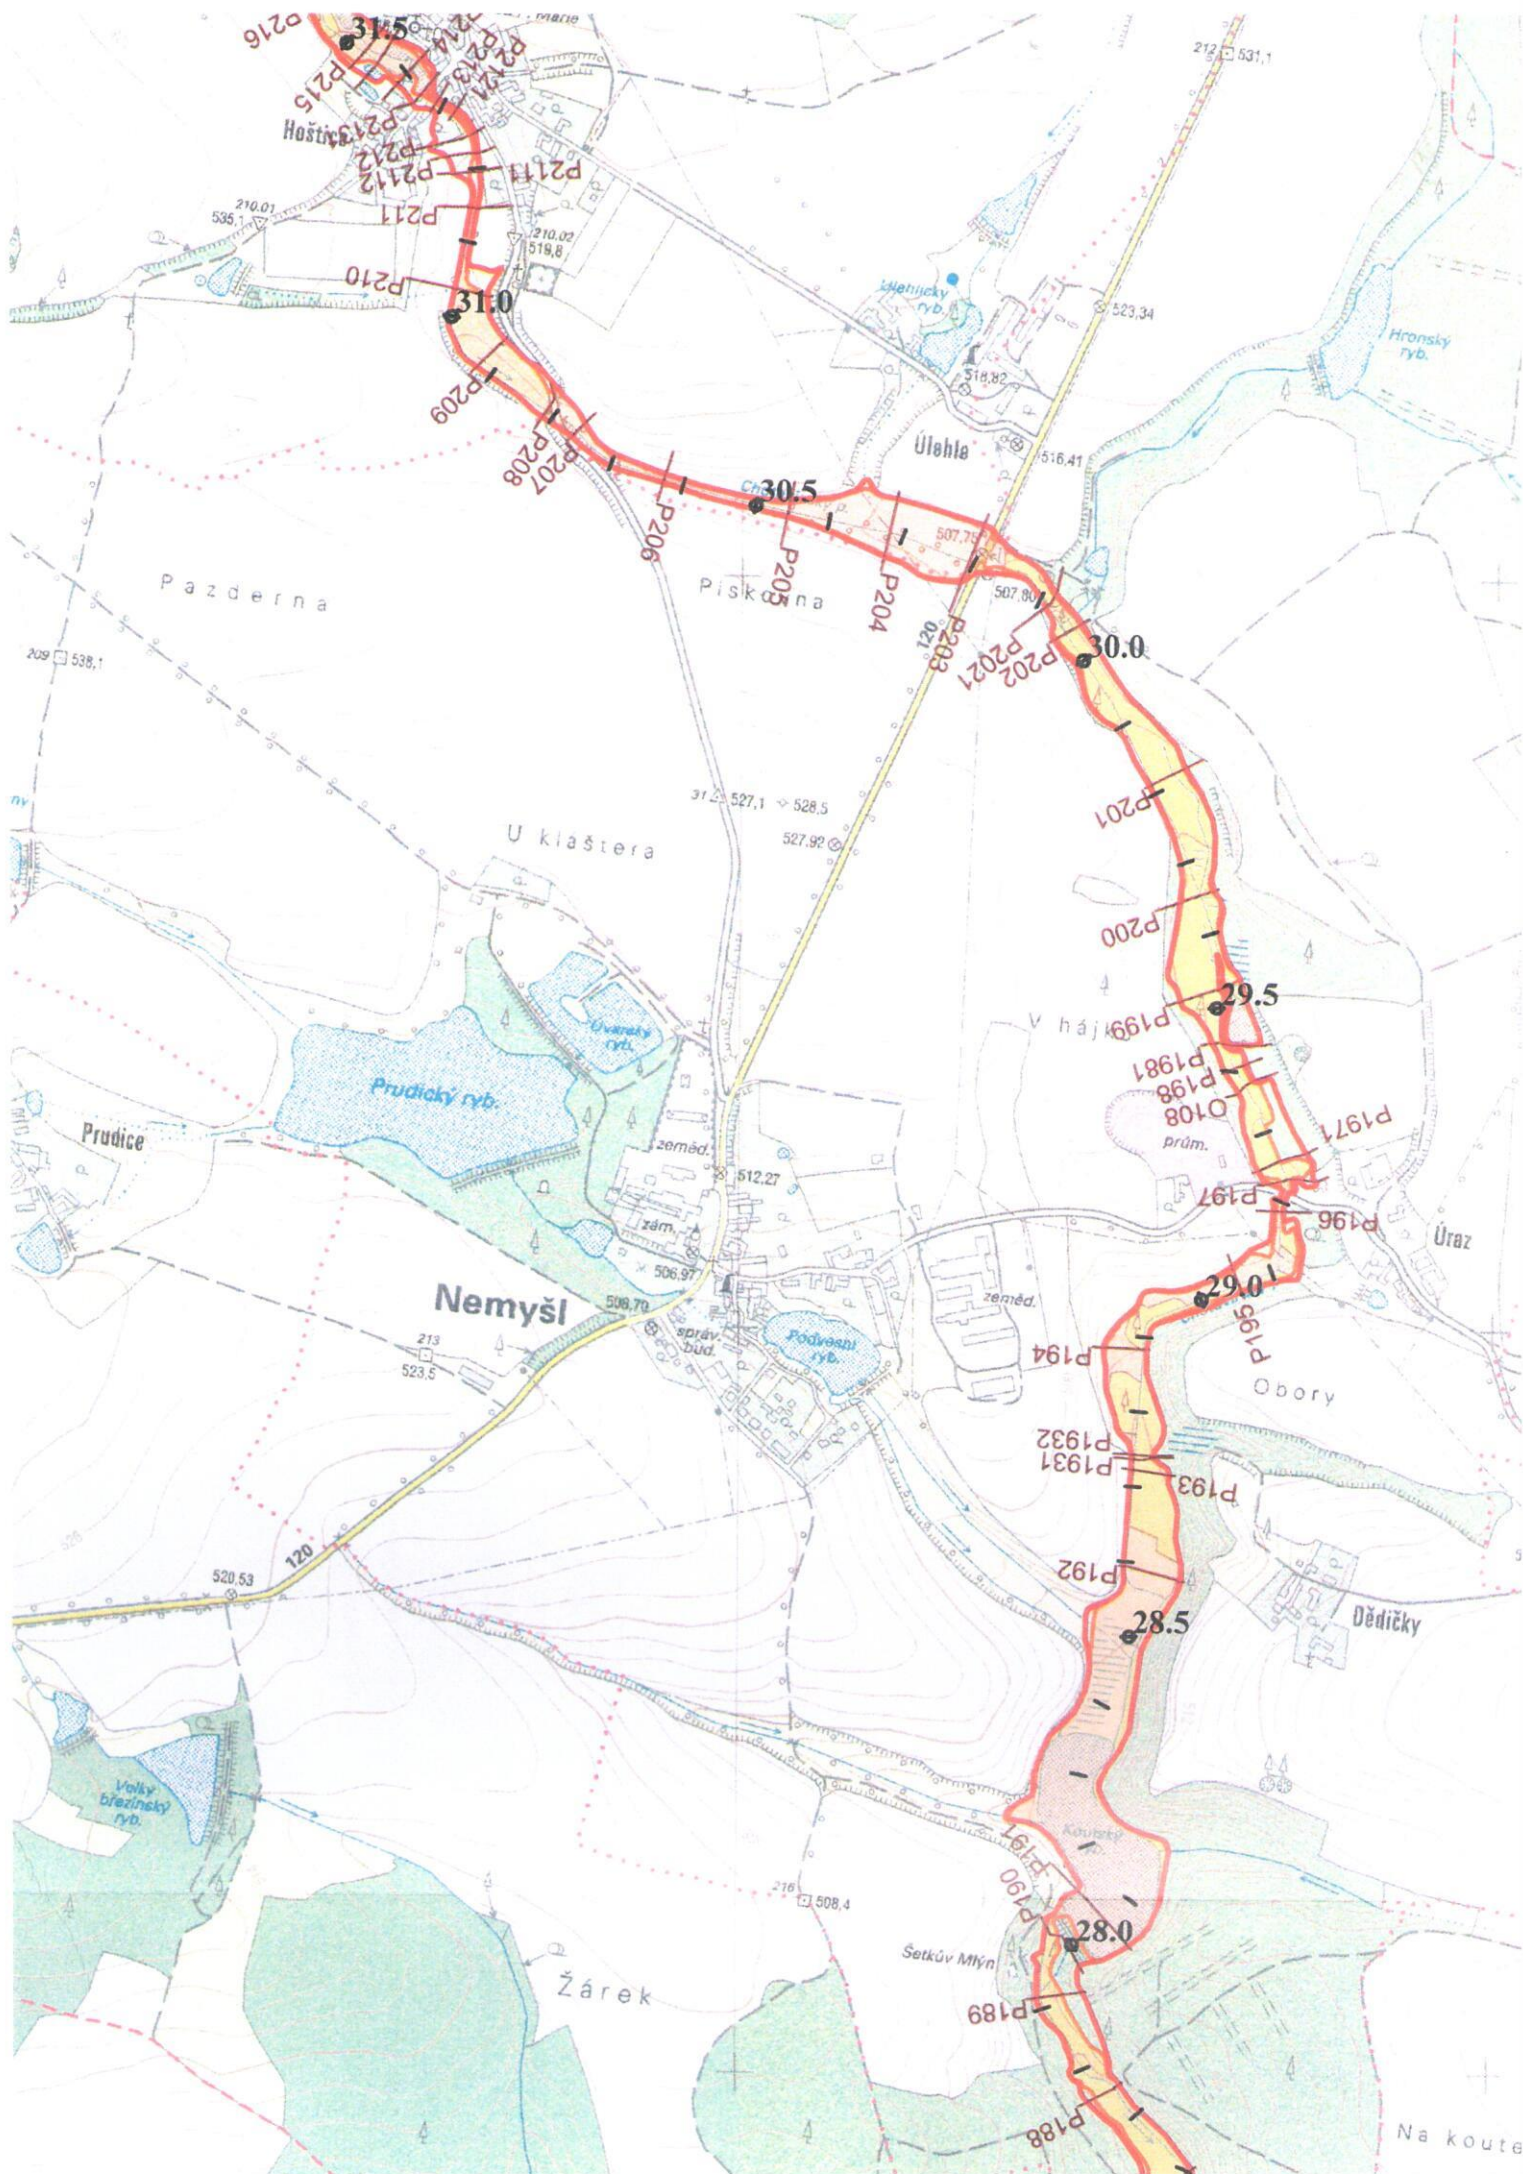 P216
31.5
P214
P213
P2121
212
531,1
P215
Hoštice
P213
P212
P2112
P2111
P211
210.01
535,1
210.02
519,8
P210
31.0
523,34
Hronský
ryb.
518,82
P209
Úlehle
516,41
P208
P207
30.5
P206
507,75
P205
P204
507,80
Pazderna
Pískovna
P203
120
P2021
P202
30.0
209
538,1
P201
31
527,1
528,5
527,92
U kláštera
P200
29.5
V háj
P199
P1981
P198
O108
P1971
Prudický ryb.
ryb.
Prudice
zeměd.
prům.
512,27
P197
P196
zám.
Úraz
506,97
29.0
P195
Nemyšl
508,79
zeměd.
213
523,5
správ.
bud.
Podvesní
ryb.
P194
Obory
P1932
P1931
P193
526
120
520,53
P192
28.5
Dědičky
Velký
březinský
ryb.
Koutský
P191
P190
216
508,4
28.0
Šetkův Mlýn
Žárek
P189
P188
Na koute